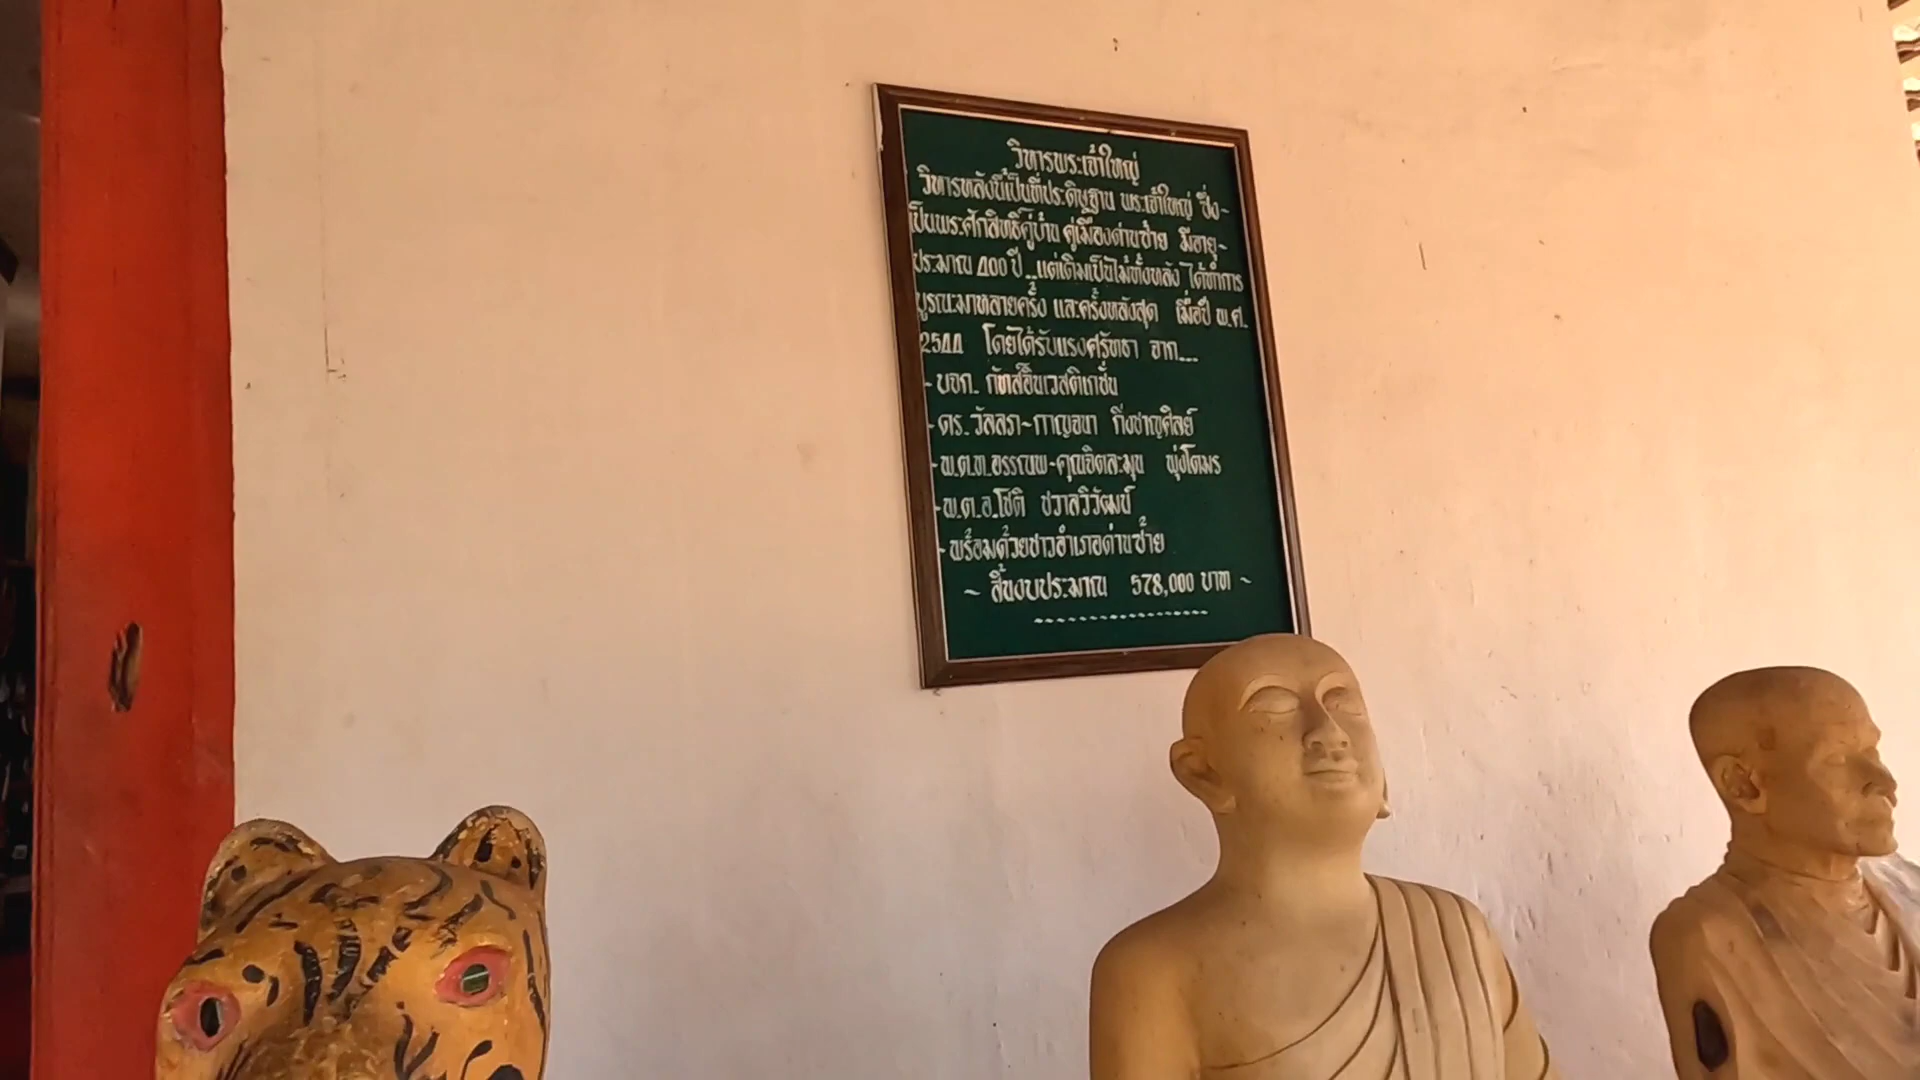 วิหารพระเจ้าใหญ่
วิหารหลังนี้เป็นที่ประดิษฐาน พระเจ้าใหญ่ ซึ่ง~
เป็นพระศักสิทธิ์คู่บ้าน คู่เมืองด่านซ้าย มีอายุ~
ประมาณ 400 ปี...แต่เดิมเป็นไม้ทั้งหลัง ได้ทำการ
บูรณะมาหลายครั้ง และครั้งหลังสุด เมื่อปี พ.ศ.
2544 โดยได้รับแรงศรัทธา จาก...
- บจก. กัทส์อินเวสติเกชั่น
- ดร. วัลลรา~กาญจนา กิ่งชาญศิลย์
- พ.ต.ท.อรรณพ-คุณจิตละมุน พุ่งโตมร
- พ.ต.อ.โชติ ชวาลวิวัฒน์
- พร้อมด้วยชาวอำเภอด่านซ้าย
~ สิ้นงบประมาณ 578,000 บาท ~